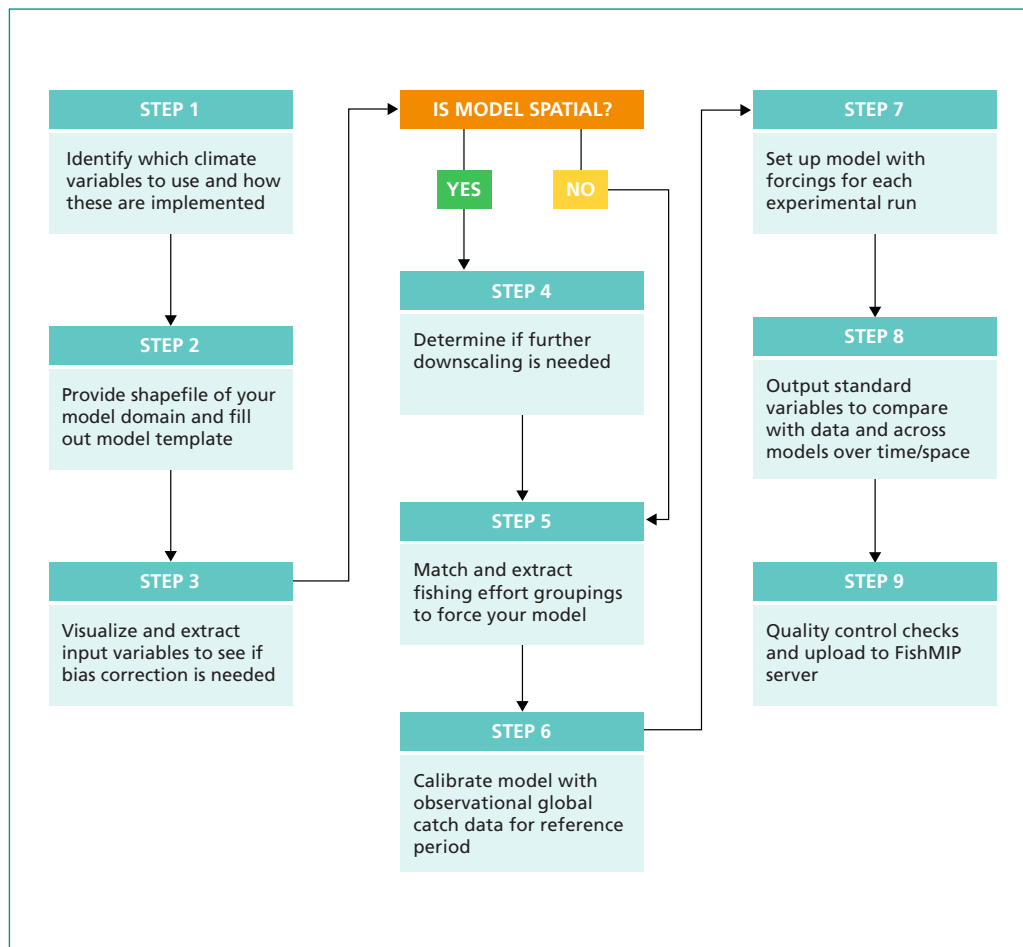 STEP 1
Identify which climate
variables to use and how
these are implemented
STEP 2
Provide shapefile of your
model domain and fill
out model template
STEP 3
Visualize and extract
input variables to see if
bias correction is needed
IS MODEL SPATIAL?
YES
NO
STEP 4
Determine if further
downscaling is needed
STEP 5
Match and extract
fishing effort groupings
to force your model
STEP 6
Calibrate model with
observational global
catch data for reference
period
STEP 7
Set up model with
forcings for each
experimental run
STEP 8
Output standard
variables to compare
with data and across
models over time/space
STEP 9
Quality control checks
and upload to FishMIP
server